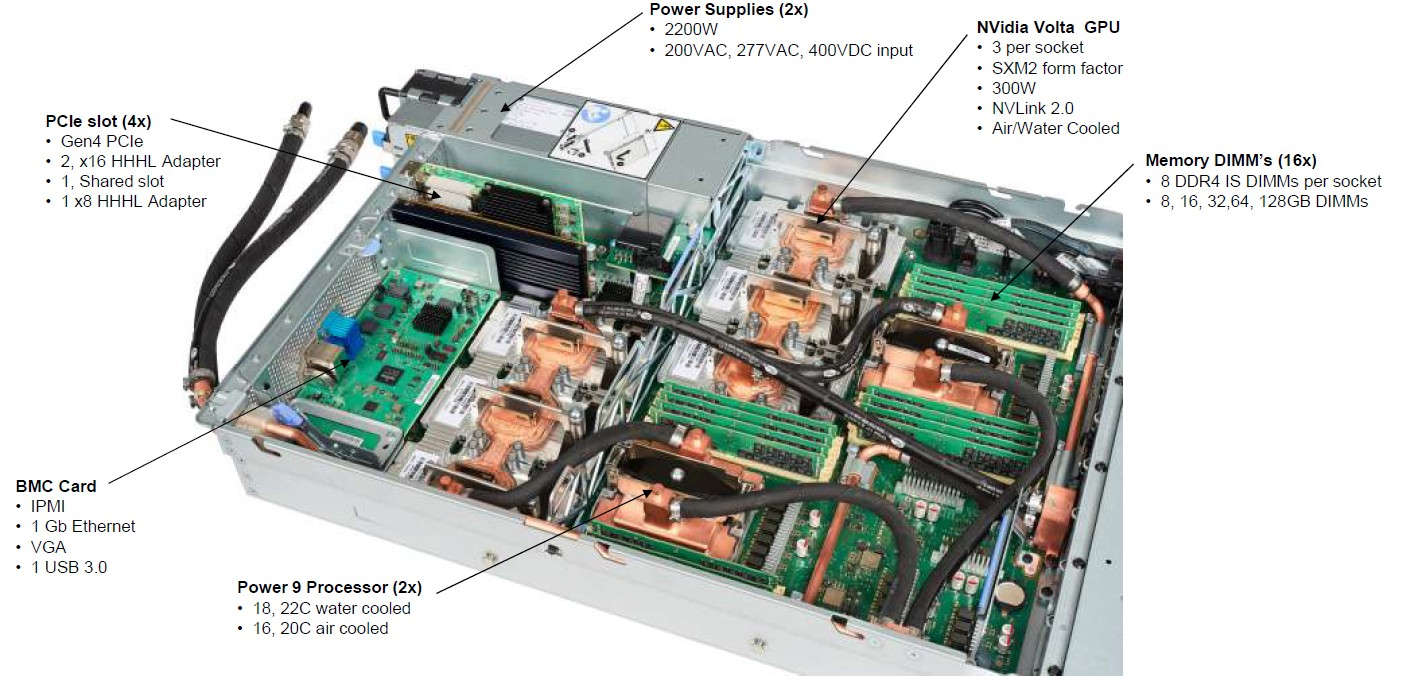 Power Supplies (2x)
• 2200W
• 200VAC, 277VAC, 400VDC input
NVidia Volta  GPU
• 3 per socket
• SXM2 form factor
• 300W
• NVLink 2.0
• Air/Water Cooled
PCIe slot (4x)
• Gen4 PCIe
• 2, x16 HHHL Adapter
• 1, Shared slot
• 1 x8 HHHL Adapter
Memory DIMM’s (16x)
• 8 DDR4 IS DIMMs per socket
• 8, 16, 32,64, 128GB DIMMs
BMC Card
• IPMI
• 1 Gb Ethernet
• VGA
• 1 USB 3.0
Power 9 Processor (2x)
• 18, 22C water cooled
• 16, 20C air cooled